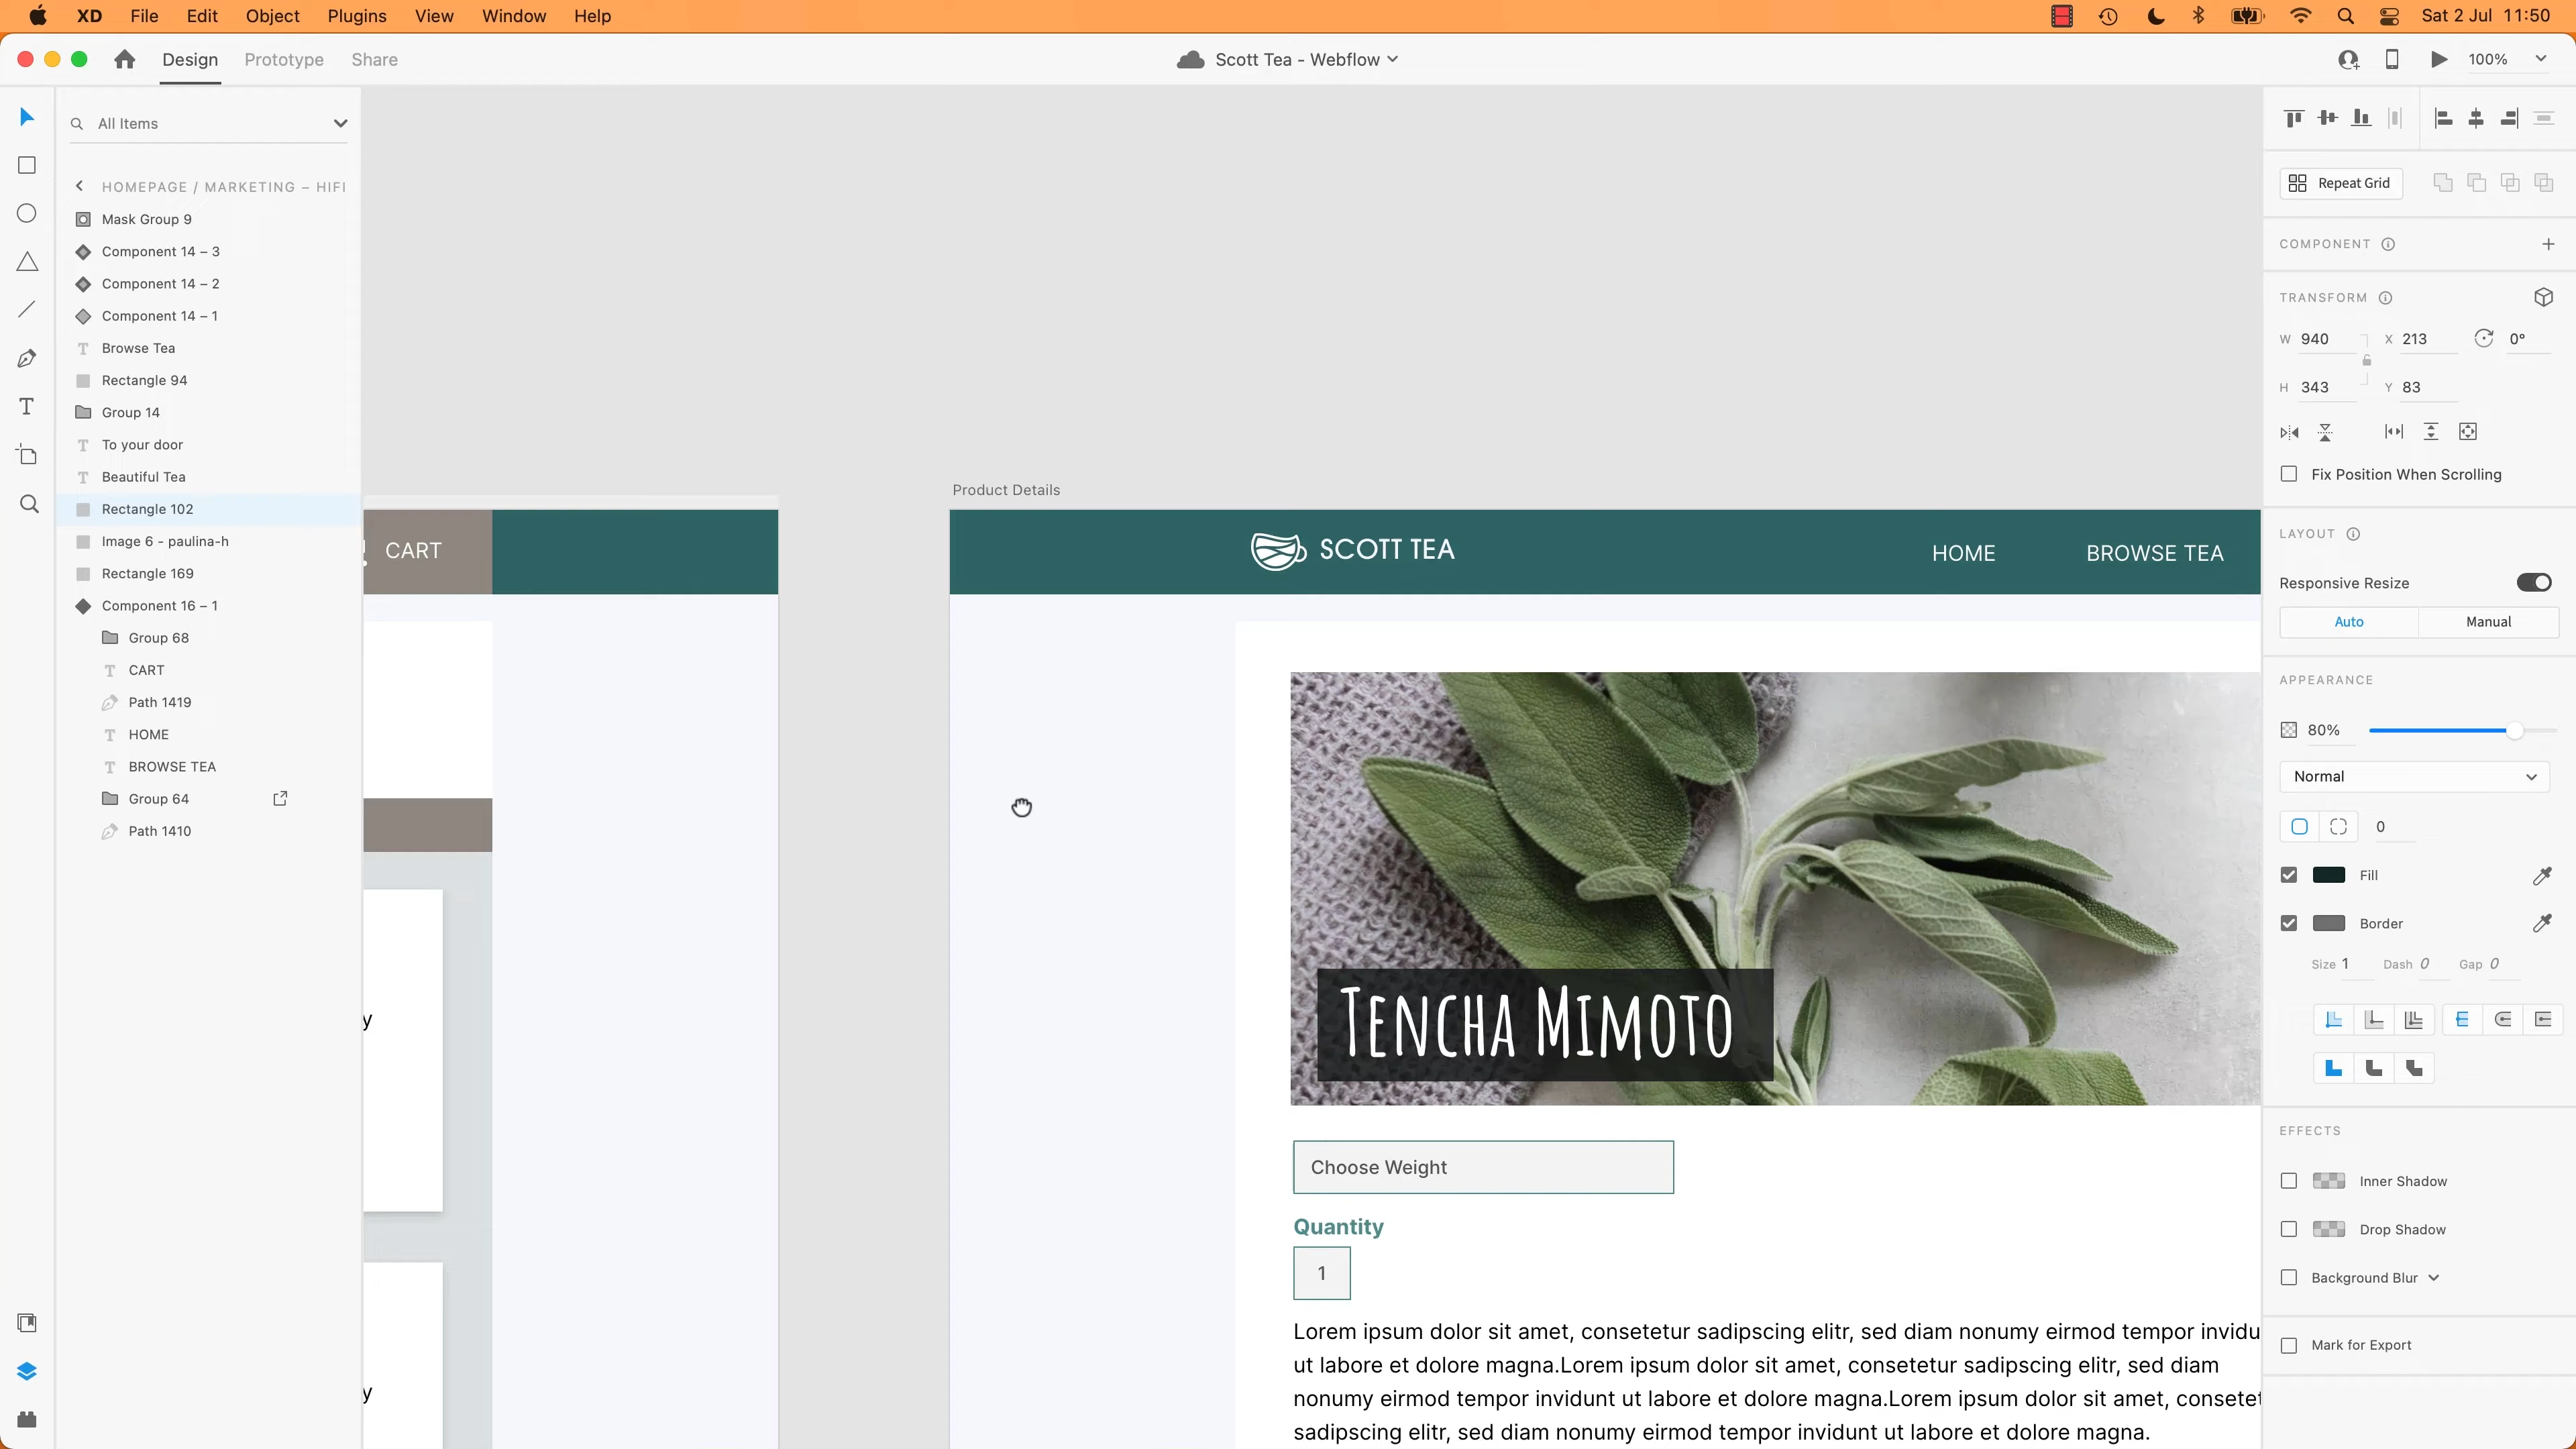 XD File Edit Object Plugins View Window Help Sat 2 Jul 11:50
Design Prototype Share Scott Tea - Webflow 100%
All Items
HOMEPAGE / MARKETING – HIFI
Mask Group 9
Component 14 – 3
Component 14 – 2
Component 14 – 1
Browse Tea
Rectangle 94
Group 14
To your door
Beautiful Tea
Rectangle 102
Image 6 - paulina-h
Rectangle 169
Component 16 – 1
Group 68
CART
Path 1419
HOME
BROWSE TEA
Group 64
Path 1410
CART
y
y
Product Details
SCOTT TEA HOME BROWSE TEA
TENCHA MIMOTO
Choose Weight
Quantity
1
Lorem ipsum dolor sit amet, consetetur sadipscing elitr, sed diam nonumy eirmod tempor invidu
ut labore et dolore magna.Lorem ipsum dolor sit amet, consetetur sadipscing elitr, sed diam
nonumy eirmod tempor invidunt ut labore et dolore magna.Lorem ipsum dolor sit amet, consetet
sadipscing elitr, sed diam nonumy eirmod tempor invidunt ut labore et dolore magna.
Repeat Grid
COMPONENT
TRANSFORM
W 940 X 213 0°
H 343 Y 83
Fix Position When Scrolling
LAYOUT
Responsive Resize
Auto Manual
APPEARANCE
80%
Normal
0
Fill
Border
Size 1 Dash 0 Gap 0
EFFECTS
Inner Shadow
Drop Shadow
Background Blur
Mark for Export